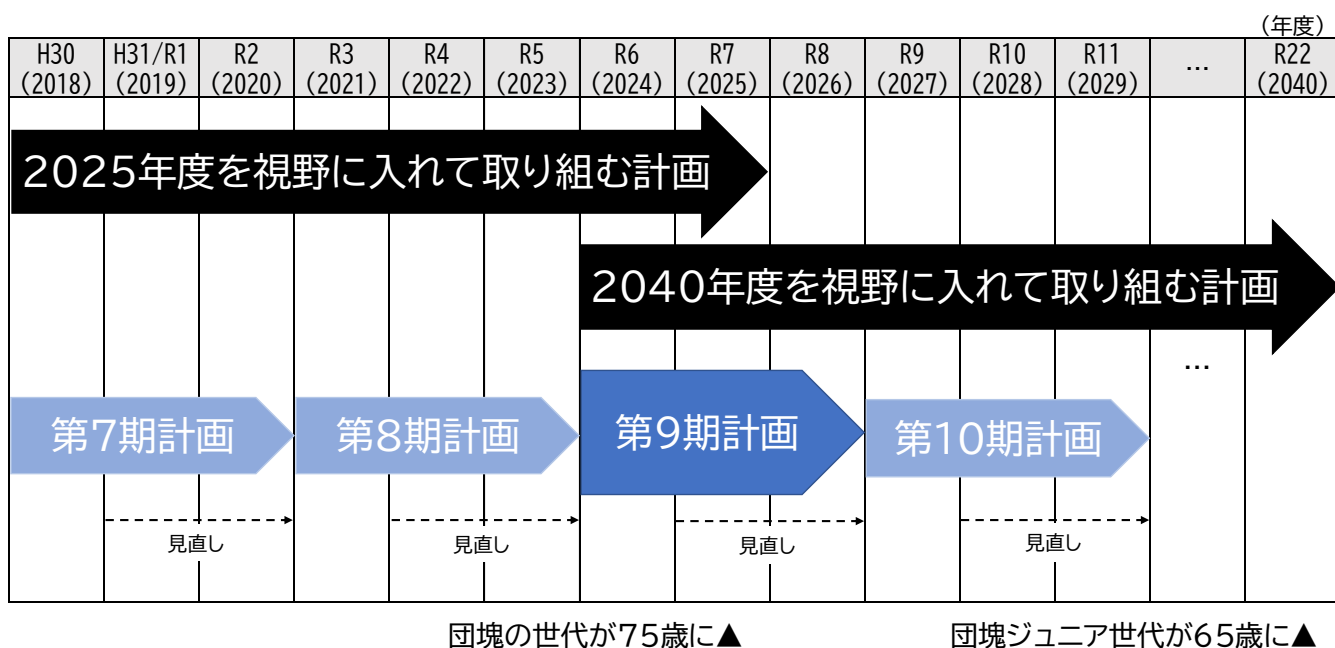 （年度）
H30 H31/R1 R2 R3 R4 R5 R6 R7 R8 R9 R10 R11 … R22
(2018) (2019) (2020) (2021) (2022) (2023) (2024) (2025) (2026) (2027) (2028) (2029) (2040)
2025年度を視野に入れて取り組む計画
2040年度を視野に入れて取り組む計画
…
第7期計画 第8期計画 第9期計画 第10期計画
見直し 見直し 見直し 見直し
団塊の世代が75歳に▲ 団塊ジュニア世代が65歳に▲